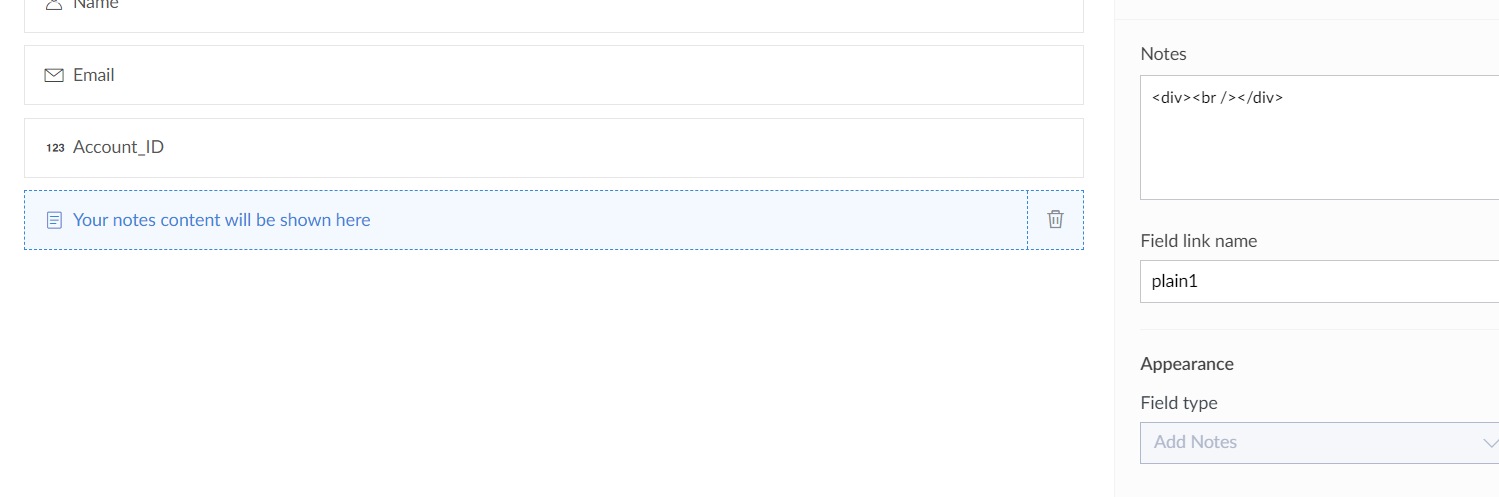 Name
Email
123 Account_ID
Your notes content will be shown here
Notes
<div><br /></div>
Field link name
plain1
Appearance
Field type
Add Notes